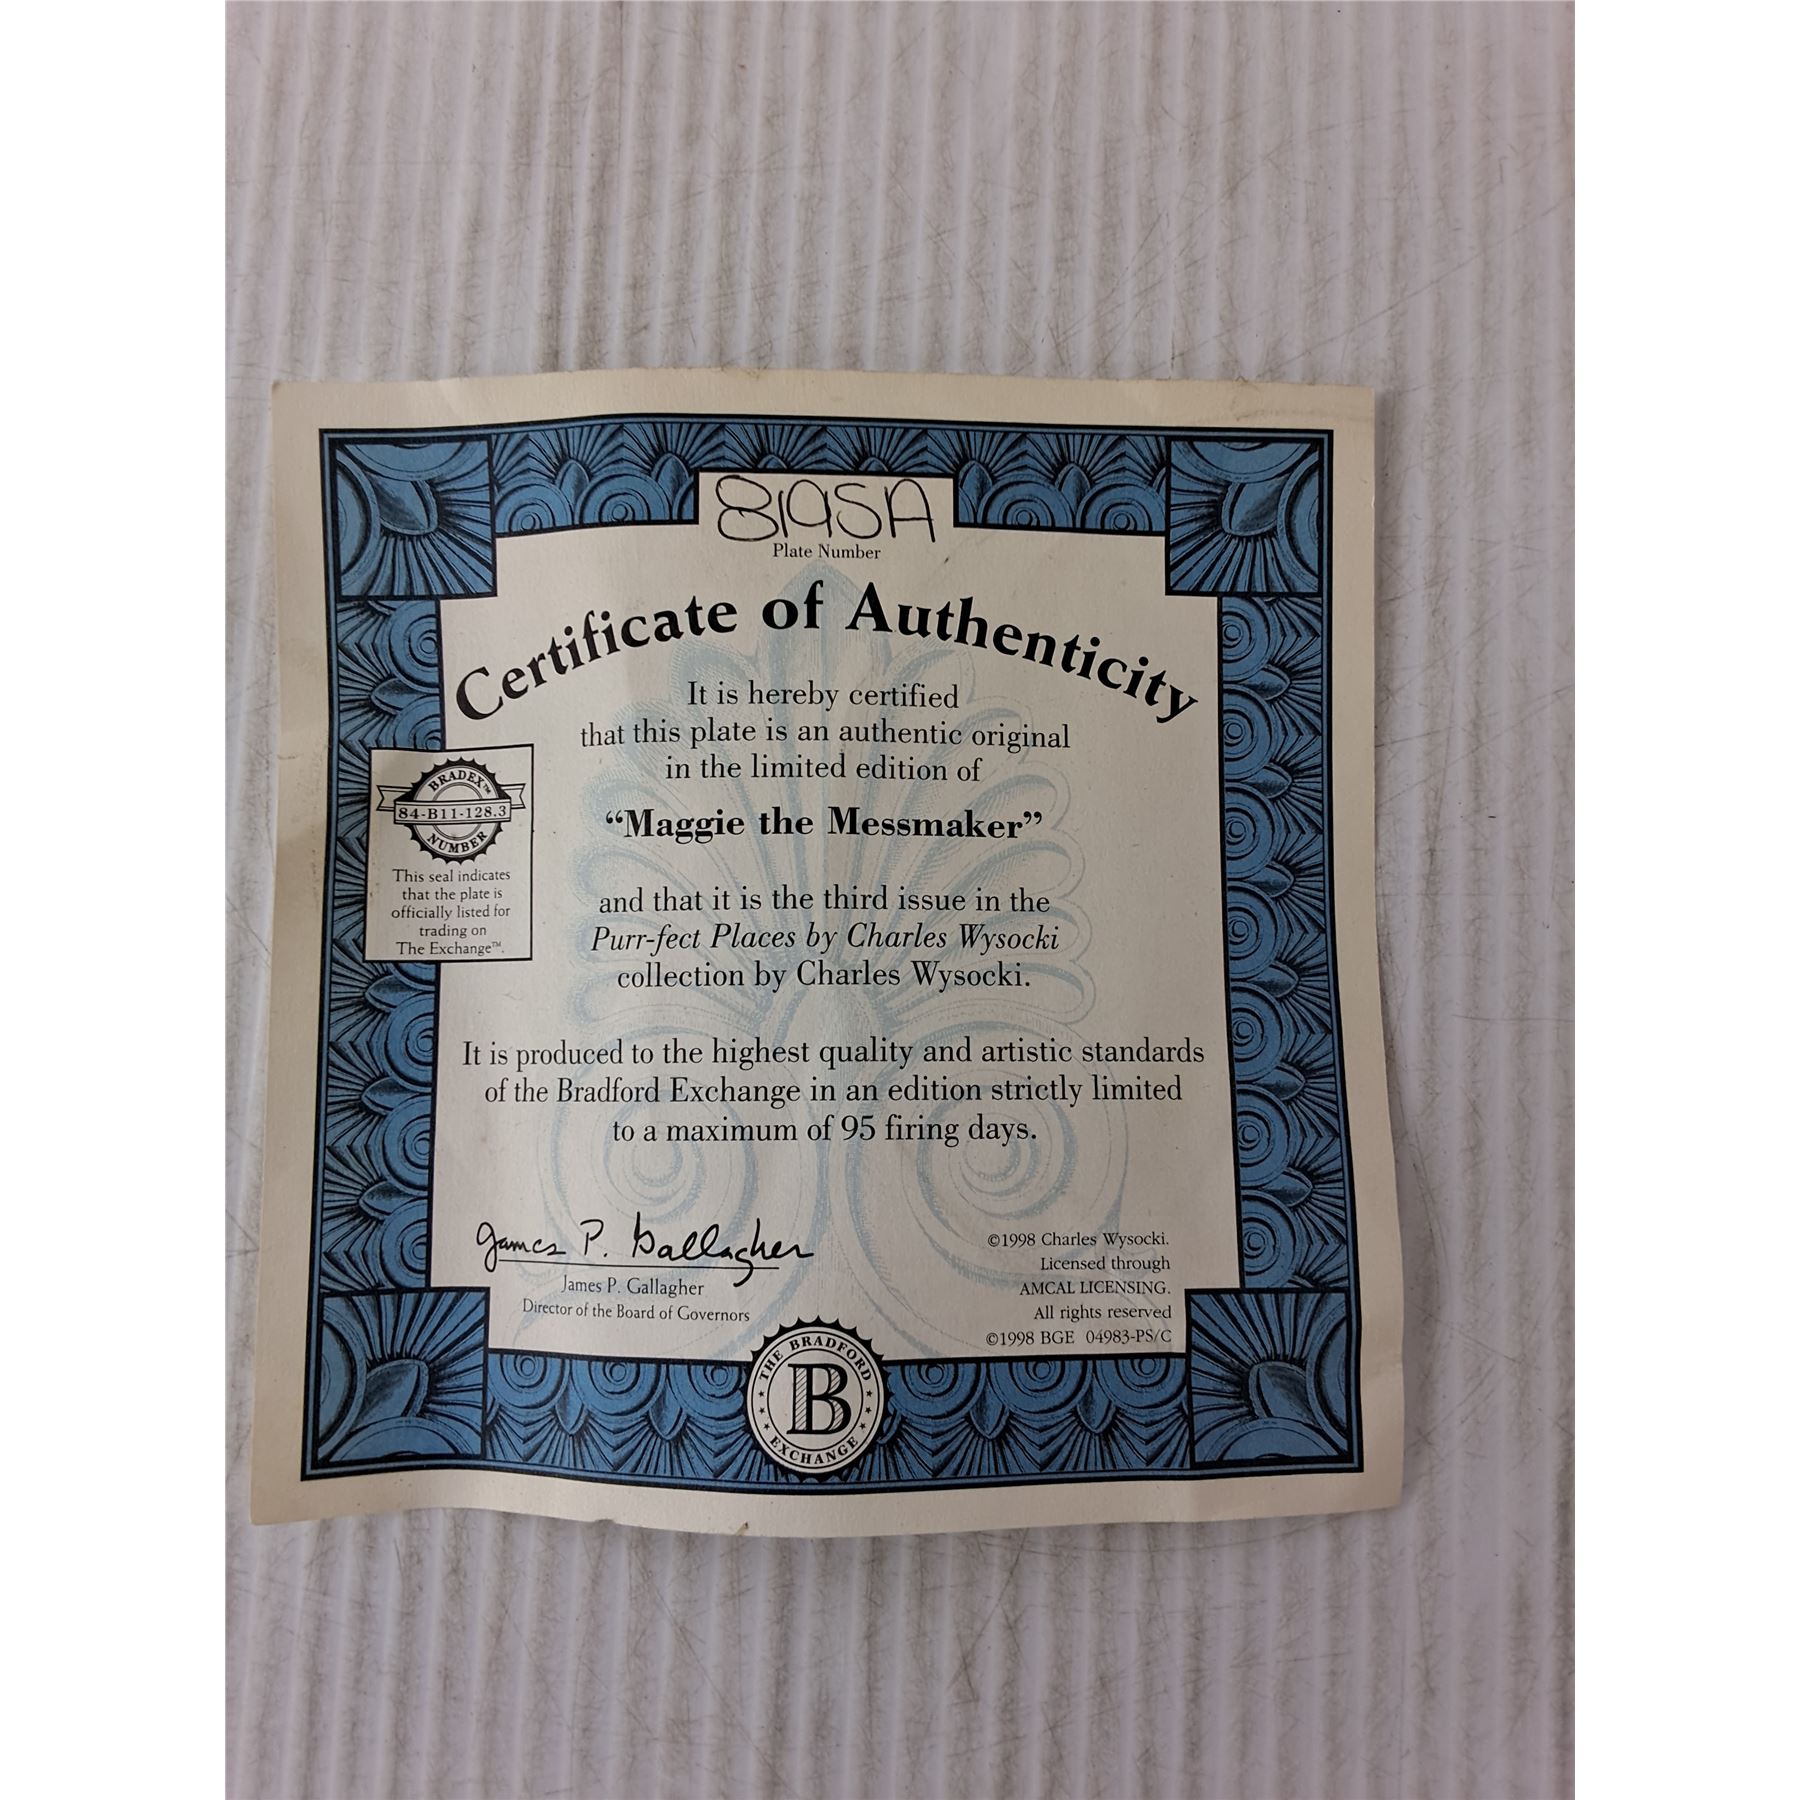 8195A
Plate Number
Certificate of Authenticity
It is hereby certified
that this plate is an authentic original
in the limited edition of
“Maggie the Messmaker”
and that it is the third issue in the
Purr-fect Places by Charles Wysocki
collection by Charles Wysocki.
It is produced to the highest quality and artistic standards
of the Bradford Exchange in an edition strictly limited
to a maximum of 95 firing days.
BRADEX™
84-B11-128.3
NUMBER
This seal indicates
that the plate is
officially listed for
trading on
The Exchange™.
James P. Gallagher
James P. Gallagher
Director of the Board of Governors
©1998 Charles Wysocki.
Licensed through
AMCAL LICENSING.
All rights reserved
©1998 BGE 04983-PS/C
THE BRADFORD
B
EXCHANGE